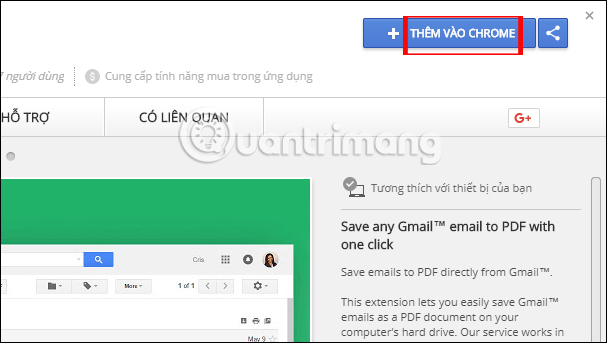 THÊM VÀO CHROME
người dùng
Cung cấp tính năng mua trong ứng dụng
HỖ TRỢ
CÓ LIÊN QUAN
G+
Quantrimang
Tương thích với thiết bị của bạn
Save any Gmail™ email to PDF with
one click
Save emails to PDF directly from Gmail™.
This extension lets you easily save Gmail™
emails as a PDF document on your
computer's hard drive. Our service works in
Cris
More
1 of 1
May 9